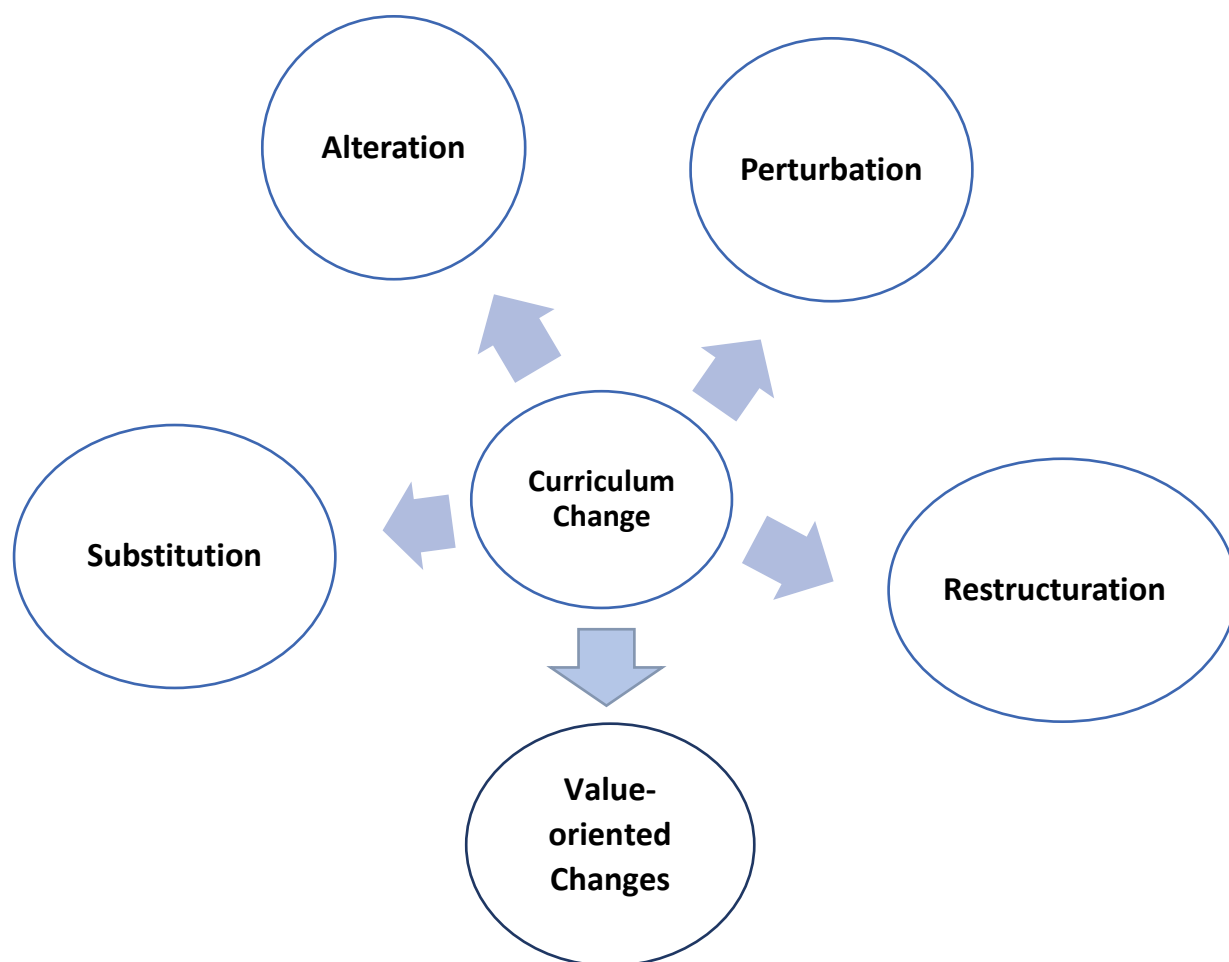 Alteration
Perturbation
Curriculum
Change
Substitution
Restructuration
Value-
oriented
Changes